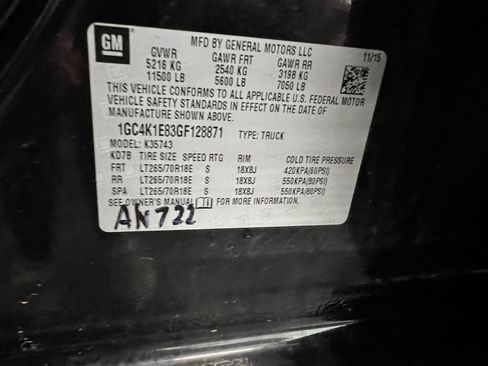 GM
MFD BY GENERAL MOTORS LLC
11/15
GVWR GAWR FRT GAWR RR
5216 KG 2540 KG 3198 KG
11500 LB 5600 LB 7050 LB
THIS VEHICLE CONFORMS TO ALL APPLICABLE U.S. FEDERAL MOTOR
VEHICLE SAFETY STANDARDS IN EFFECT ON THE DATE OF
MANUFACTURE SHOWN ABOVE.
1GC4K1E83GF128871 TYPE: TRUCK
MODEL: K35743
KD7B TIRE SIZE SPEED RTG RIM COLD TIRE PRESSURE
FRT LT265/70R18E S 18X8J 420KPA(60PSI)
RR LT265/70R18E S 18X8J 550KPA(80PSI)
SPA LT265/70R18E S 18X8J 550KPA(80PSI)
SEE OWNER'S MANUAL FOR MORE INFORMATION.
AN722